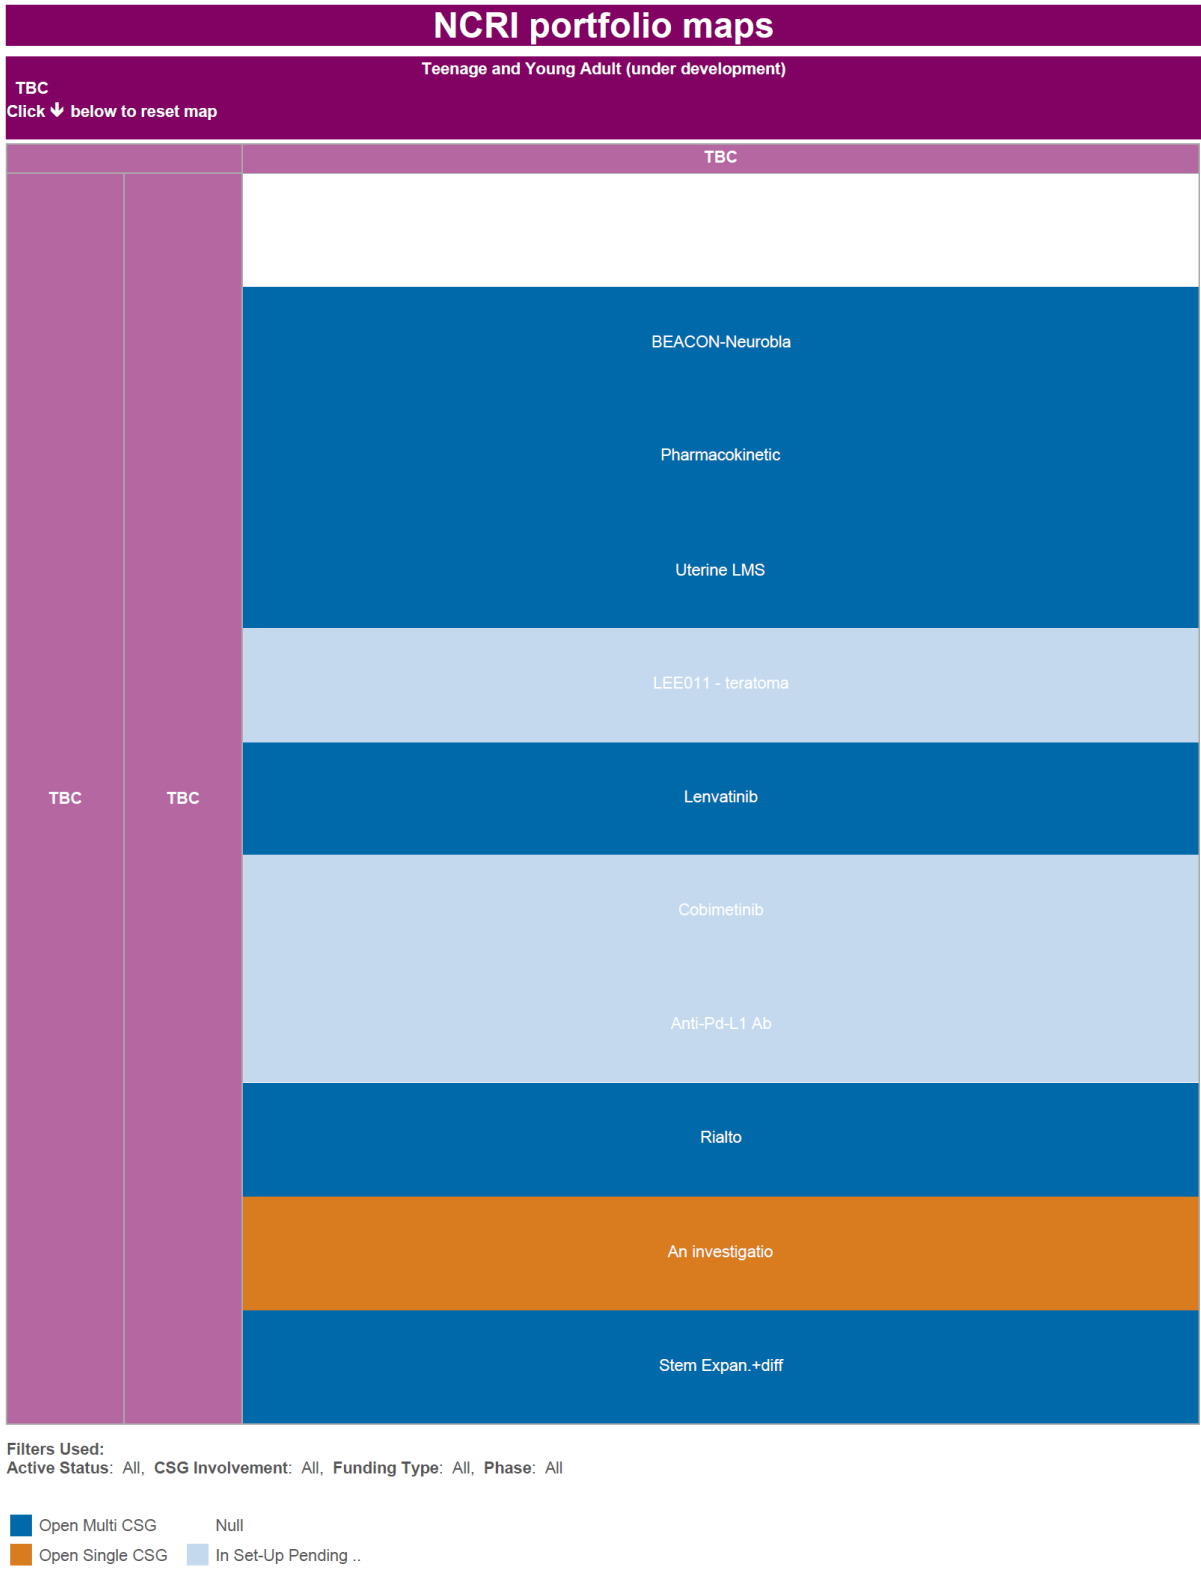 NCRI portfolio maps
Teenage and Young Adult (under development)
TBC
Click 🡳 below to reset map
TBC
BEACON-Neurobla
Pharmacokinetic
Uterine LMS
LEE011 - teratoma
TBC TBC Lenvatinib
Cobimetinib
Anti-Pd-L1 Ab
Rialto
An investigatio
Stem Expan.+diff
Filters Used:
Active Status: All, CSG Involvement: All, Funding Type: All, Phase: All
Open Multi CSG Null
Open Single CSG In Set-Up Pending ..